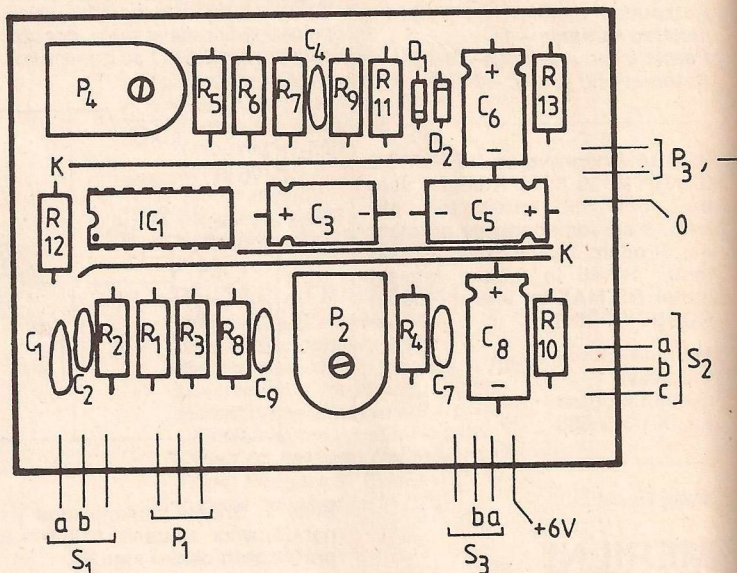 P4 R5 R6 R7 C4 R9 R11 D1 D2 + C6 − R13
K
P3, −
0
R12 IC1 + C3 − − C5 +
K
C1 C2 R2 R1 R3 R8 C9 P2 R4 C7 + C8 − R10
a
b
c
S2
a b
S1
P1
b a
S3
+6V